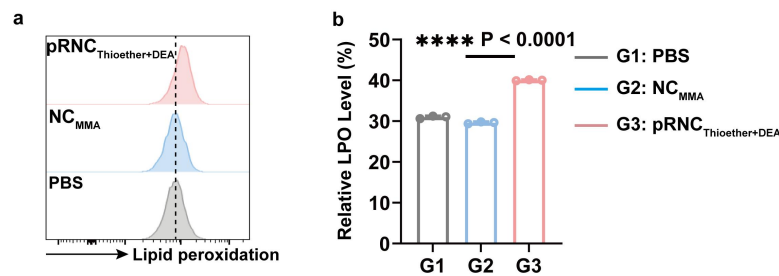 a
pRNCThioether+DEA
NCMMA
PBS
Lipid peroxidation
b
Relative LPO Level (%)
50
40
30
20
10
0
**** P < 0.0001
G1
G2
G3
G1: PBS
G2: NCMMA
G3: pRNCThioether+DEA